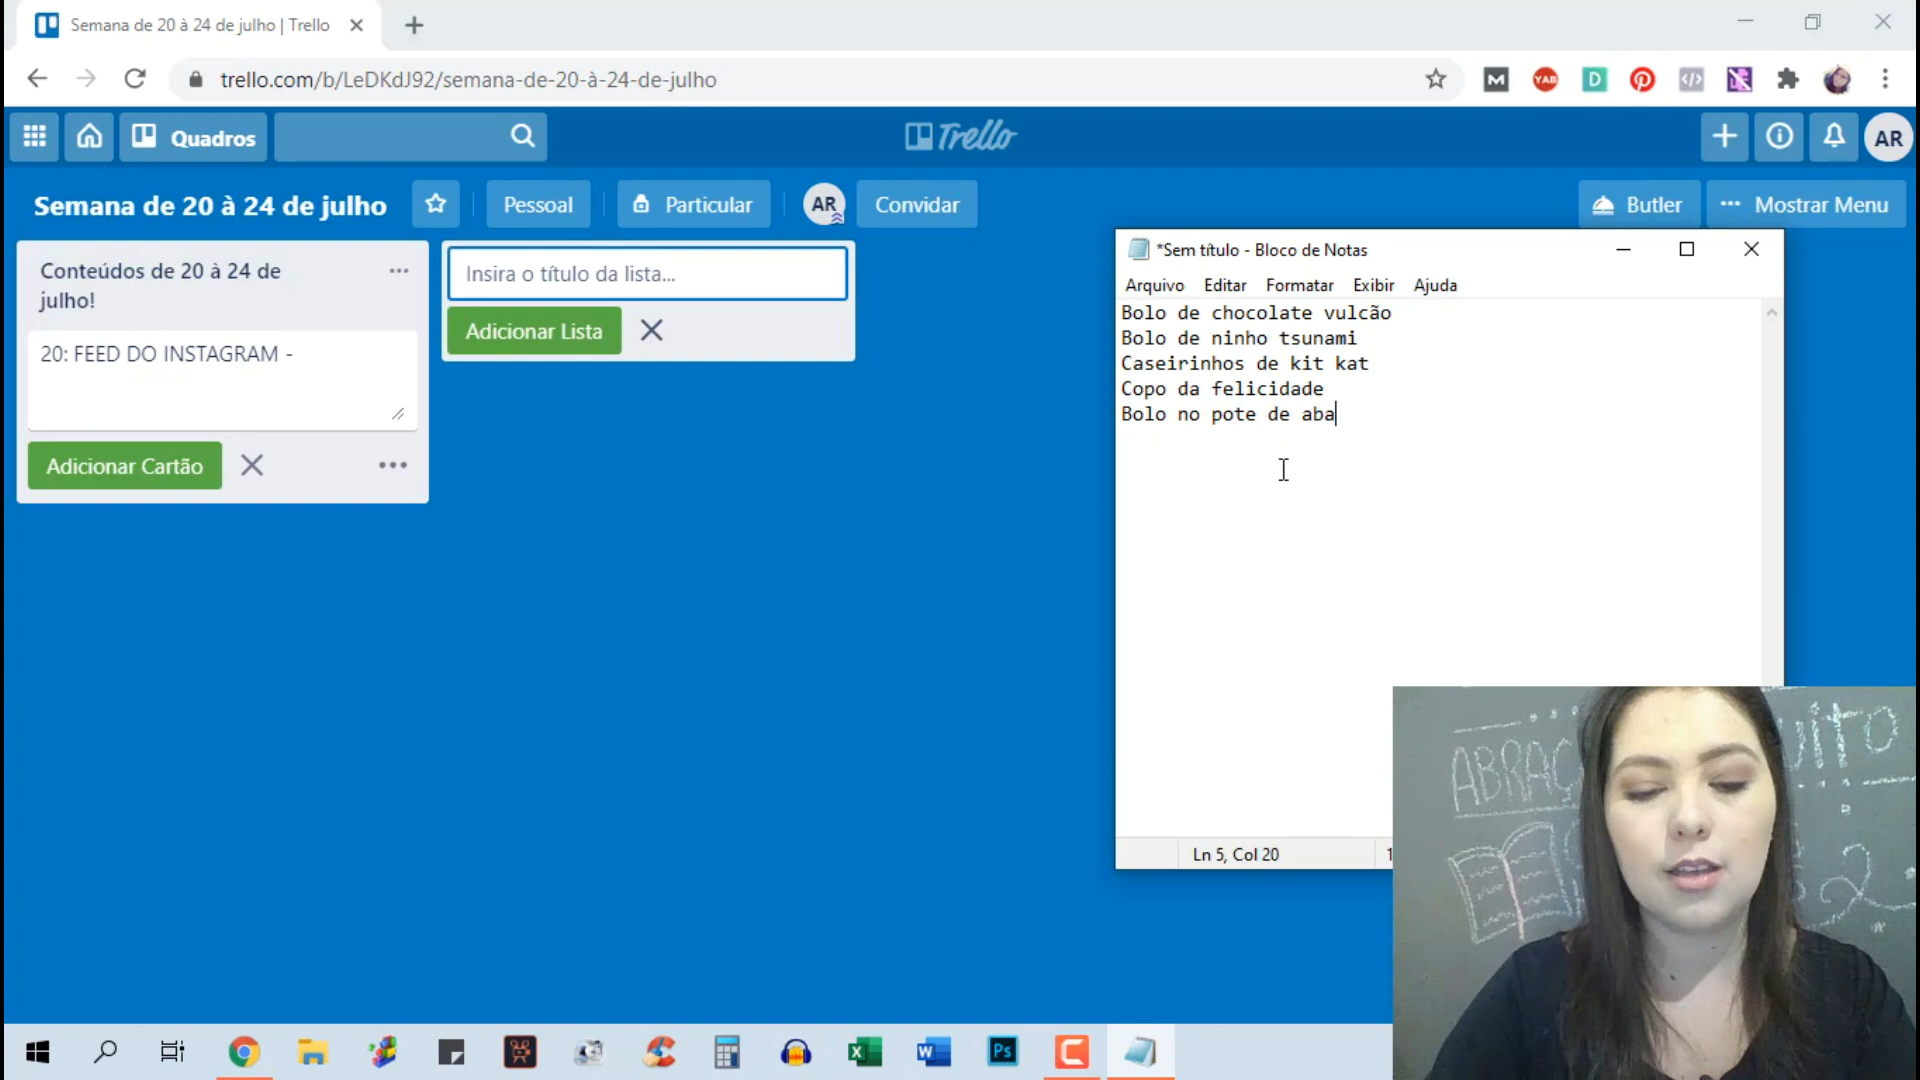 Semana de 20 à 24 de julho | Trello
trello.com/b/LeDKdJ92/semana-de-20-à-24-de-julho
M
YAB
D
Quadros
Trello
AR
Semana de 20 à 24 de julho
Pessoal
Particular
AR
Convidar
Butler
Mostrar Menu
Conteúdos de 20 à 24 de
julho!
20: FEED DO INSTAGRAM -
Adicionar Cartão
Insira o título da lista...
Adicionar Lista
*Sem título - Bloco de Notas
Arquivo Editar Formatar Exibir Ajuda
Bolo de chocolate vulcão
Bolo de ninho tsunami
Caseirinhos de kit kat
Copo da felicidade
Bolo no pote de aba
Ln 5, Col 20
Ps